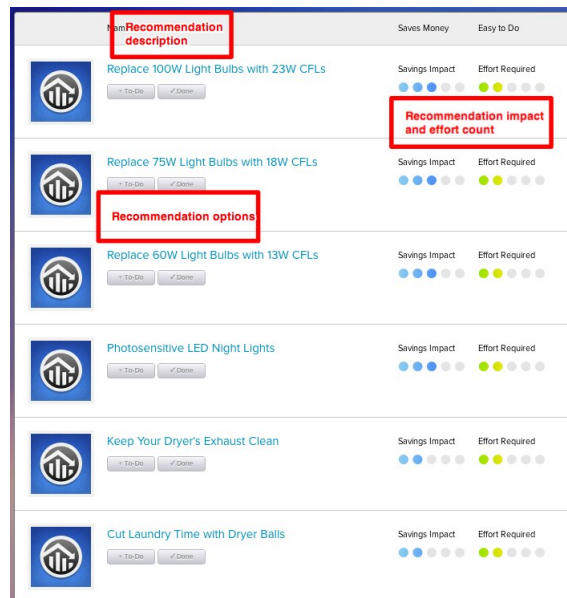 Nam
Recommendation
description
Saves Money
Easy to Do
Replace 100W Light Bulbs with 23W CFLs
Savings Impact
Effort Required
+ To-Do
✓Done
Recommendation impact
and effort count
Replace 75W Light Bulbs with 18W CFLs
Savings Impact
Effort Required
+ To-Do
✓Done
Recommendation options
Replace 60W Light Bulbs with 13W CFLs
Savings Impact
Effort Required
+ To-Do
✓Done
Photosensitive LED Night Lights
Savings Impact
Effort Required
+ To-Do
✓Done
Keep Your Dryer's Exhaust Clean
Savings Impact
Effort Required
+ To-Do
✓Done
Cut Laundry Time with Dryer Balls
Savings Impact
Effort Required
+ To-Do
✓Done